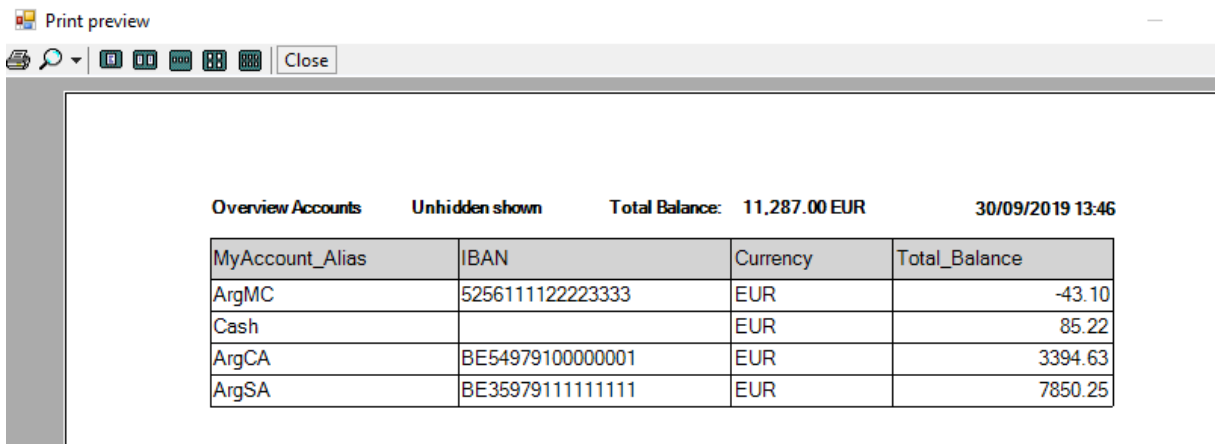 Print preview
Close
Overview Accounts Unhidden shown Total Balance: 11,287.00 EUR 30/09/2019 13:46
MyAccount_Alias IBAN Currency Total_Balance
ArgMC 5256111122223333 EUR -43.10
Cash EUR 85.22
ArgCA BE54979100000001 EUR 3394.63
ArgSA BE35979111111111 EUR 7850.25